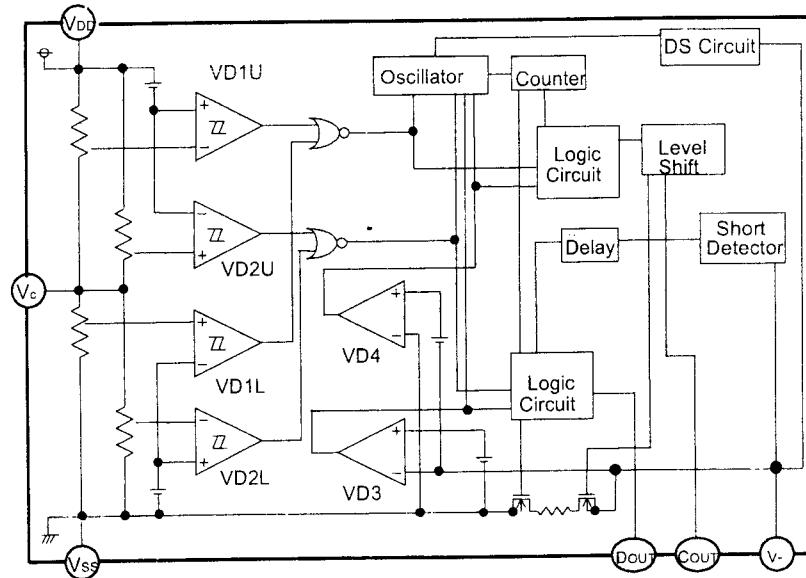 VDD
VD1U
Oscillator
Counter
DS Circuit
+
−
Logic
Circuit
Level
Shift
−
+
VD2U
Delay
Short
Detector
Vc
+
−
VD1L
+
−
VD4
Logic
Circuit
−
+
VD2L
+
−
VD3
Vss
DOUT
COUT
V-